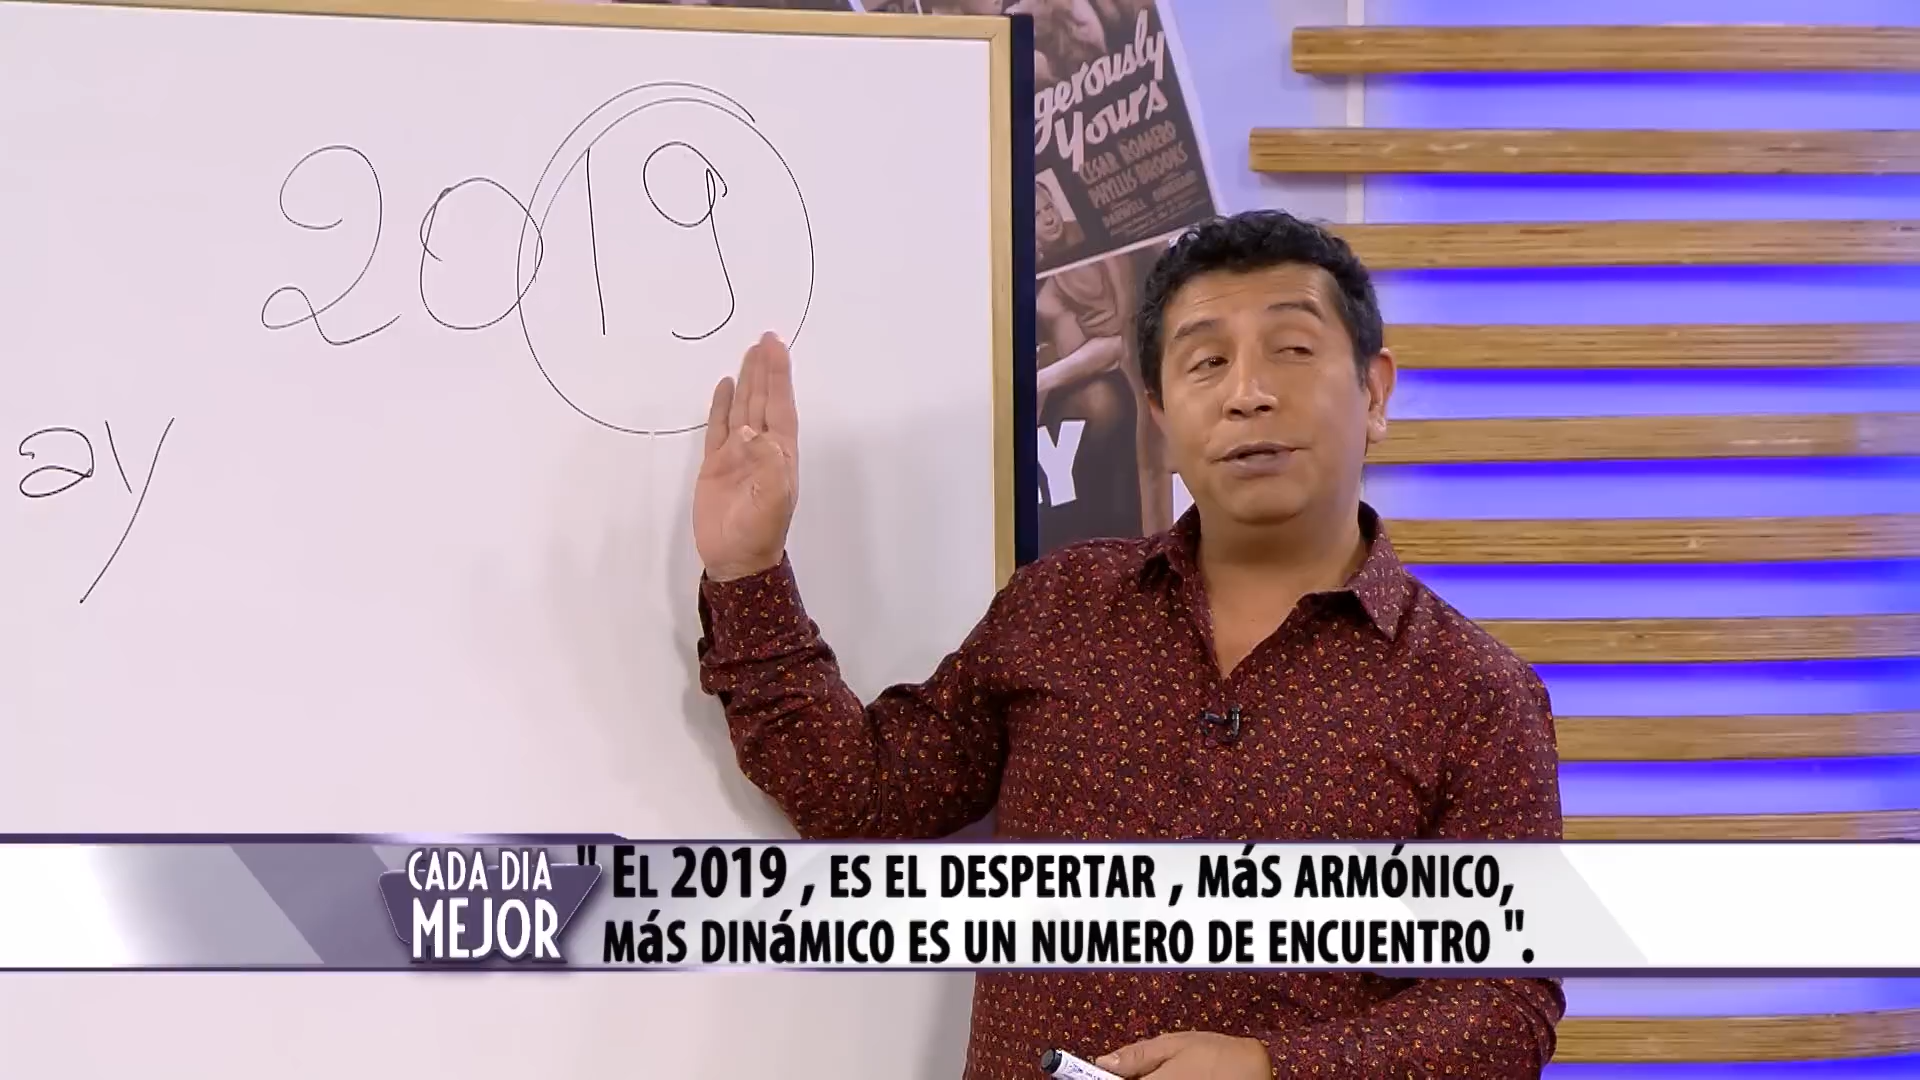 gerously
Yours
CESAR ROMERO
PHYLLIS BROOKS
2019
ay
Y
CADA DIA
MEJOR
" EL 2019 , ES EL DESPERTAR , Más ARMÓNICO,
Más DINáMICO ES UN NUMERO DE ENCUENTRO ".